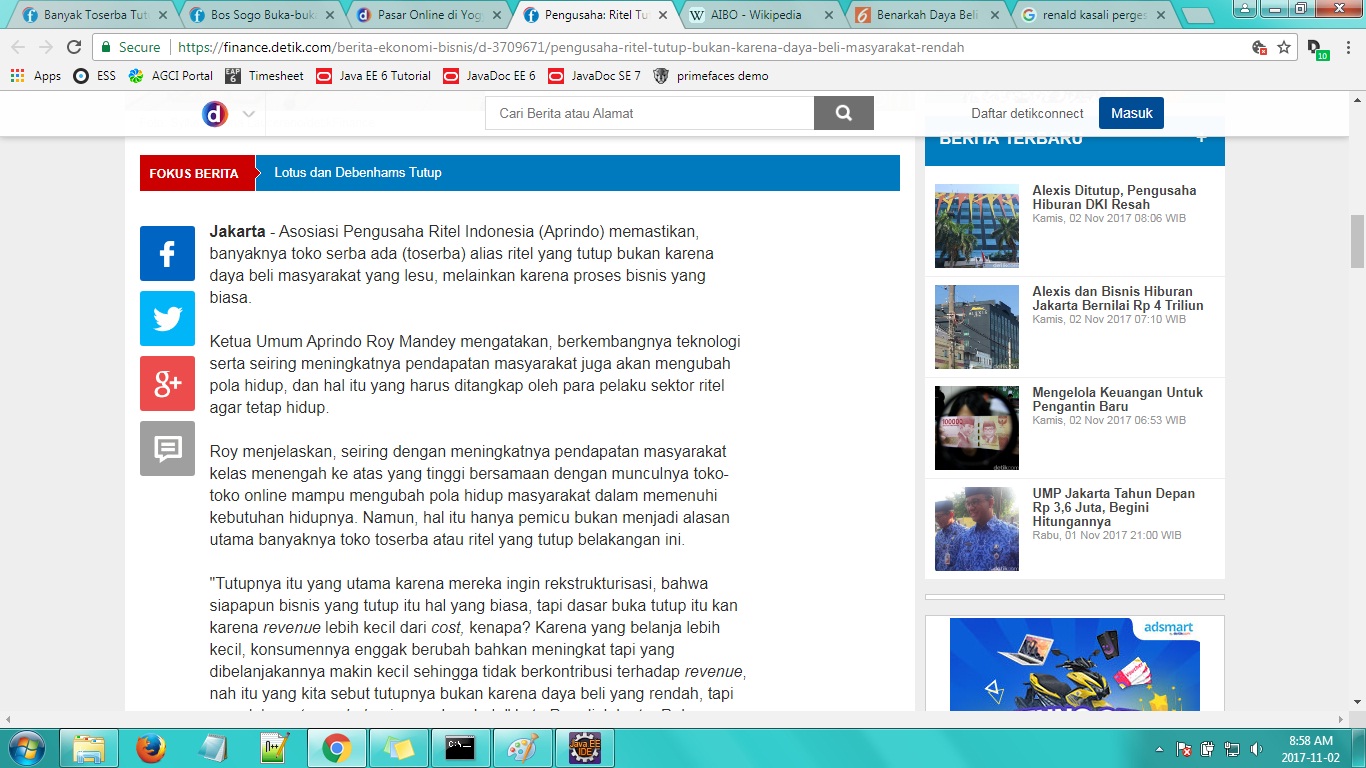 Banyak Toserba Tut
Bos Sogo Buka-buk
Pasar Online di Yog
Pengusaha: Ritel Tu
AIBO - Wikipedia
Benarkah Daya Beli
renald kasali perges
Secure
https://finance.detik.com/berita-ekonomi-bisnis/d-3709671/pengusaha-ritel-tutup-bukan-karena-daya-beli-masyarakat-rendah
10
Apps
ESS
AGCI Portal
EAP 6
Timesheet
Java EE 6 Tutorial
JavaDoc EE 6
JavaDoc SE 7
primefaces demo
d
Cari Berita atau Alamat
Daftar detikconnect
Masuk
FOKUS BERITA
Lotus dan Debenhams Tutup
Jakarta - Asosiasi Pengusaha Ritel Indonesia (Aprindo) memastikan,
banyaknya toko serba ada (toserba) alias ritel yang tutup bukan karena
daya beli masyarakat yang lesu, melainkan karena proses bisnis yang
biasa.
Ketua Umum Aprindo Roy Mandey mengatakan, berkembangnya teknologi
serta seiring meningkatnya pendapatan masyarakat juga akan mengubah
pola hidup, dan hal itu yang harus ditangkap oleh para pelaku sektor ritel
agar tetap hidup.
Roy menjelaskan, seiring dengan meningkatnya pendapatan masyarakat
kelas menengah ke atas yang tinggi bersamaan dengan munculnya toko-
toko online mampu mengubah pola hidup masyarakat dalam memenuhi
kebutuhan hidupnya. Namun, hal itu hanya pemicu bukan menjadi alasan
utama banyaknya toko toserba atau ritel yang tutup belakangan ini.
"Tutupnya itu yang utama karena mereka ingin rekstrukturisasi, bahwa
siapapun bisnis yang tutup itu hal yang biasa, tapi dasar buka tutup itu kan
karena revenue lebih kecil dari cost, kenapa? Karena yang belanja lebih
kecil, konsumennya enggak berubah bahkan meningkat tapi yang
dibelanjakannya makin kecil sehingga tidak berkontribusi terhadap revenue,
nah itu yang kita sebut tutupnya bukan karena daya beli yang rendah, tapi
BERITA TERBARU
+
Alexis Ditutup, Pengusaha
Hiburan DKI Resah
Kamis, 02 Nov 2017 08:06 WIB
Alexis dan Bisnis Hiburan
Jakarta Bernilai Rp 4 Triliun
Kamis, 02 Nov 2017 07:10 WIB
Mengelola Keuangan Untuk
Pengantin Baru
Kamis, 02 Nov 2017 06:53 WIB
UMP Jakarta Tahun Depan
Rp 3,6 Juta, Begini
Hitungannya
Rabu, 01 Nov 2017 21:00 WIB
adsmart
8:58 AM
2017-11-02